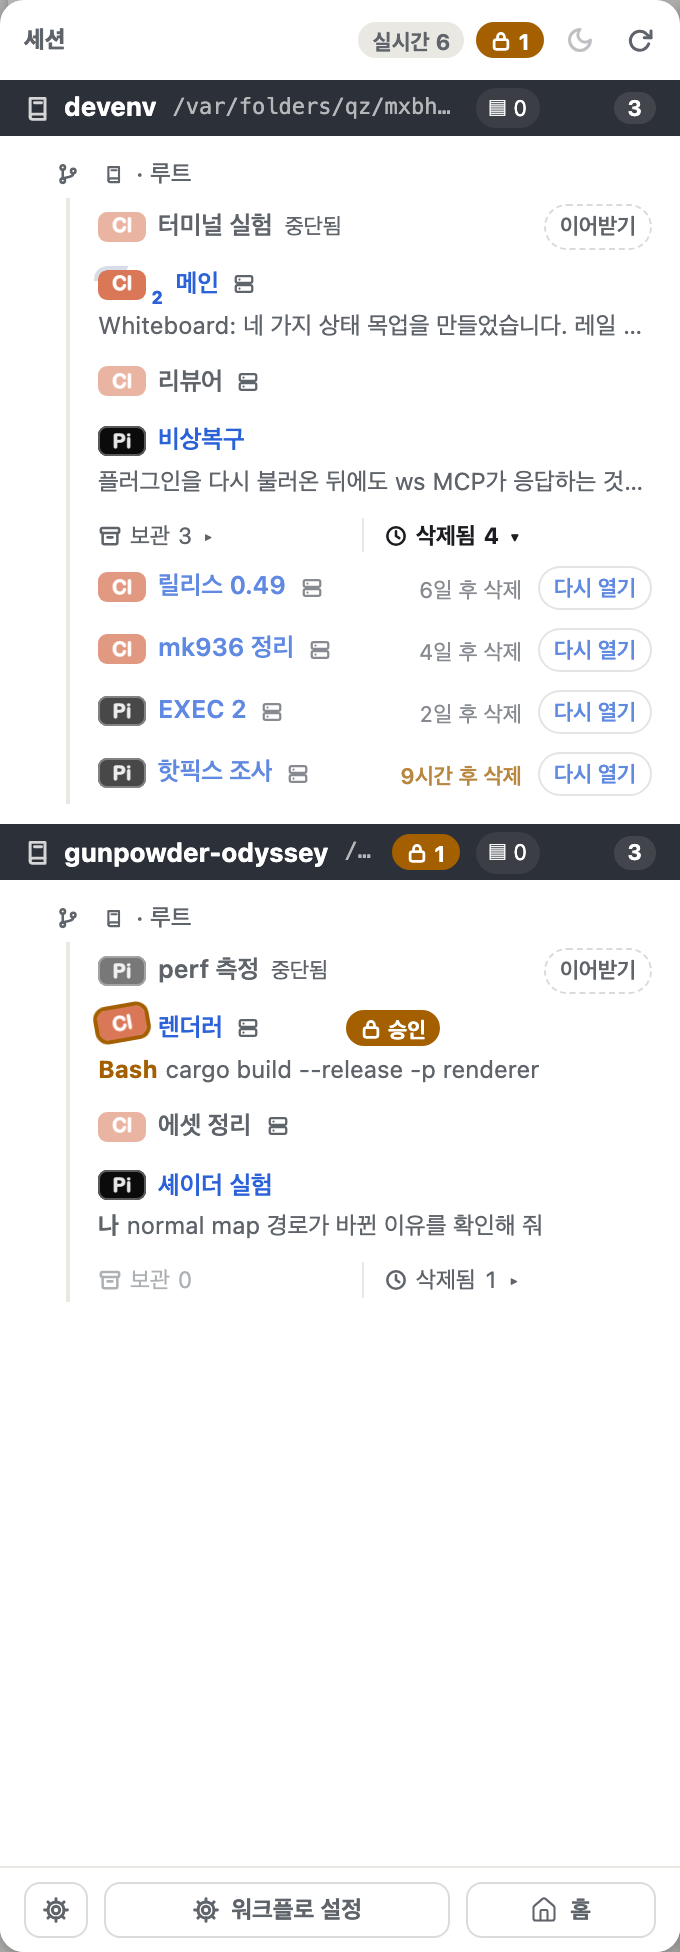 세션 실시간 6 1
devenv /var/folders/qz/mxbh… 0 3
· 루트
Cl 터미널 실험 중단됨 이어받기
Cl 2 메인
Whiteboard: 네 가지 상태 목업을 만들었습니다. 레일 …
Cl 리뷰어
Pi 비상복구
플러그인을 다시 불러온 뒤에도 ws MCP가 응답하는 것…
보관 3 ▸ 삭제됨 4 ▾
Cl 릴리스 0.49 6일 후 삭제 다시 열기
Cl mk936 정리 4일 후 삭제 다시 열기
Pi EXEC 2 2일 후 삭제 다시 열기
Pi 핫픽스 조사 9시간 후 삭제 다시 열기
gunpowder-odyssey /… 1 0 3
· 루트
Pi perf 측정 중단됨 이어받기
Cl 렌더러 승인
Bash cargo build --release -p renderer
Cl 에셋 정리
Pi 셰이더 실험
나 normal map 경로가 바뀐 이유를 확인해 줘
보관 0 삭제됨 1 ▸
워크플로 설정 홈